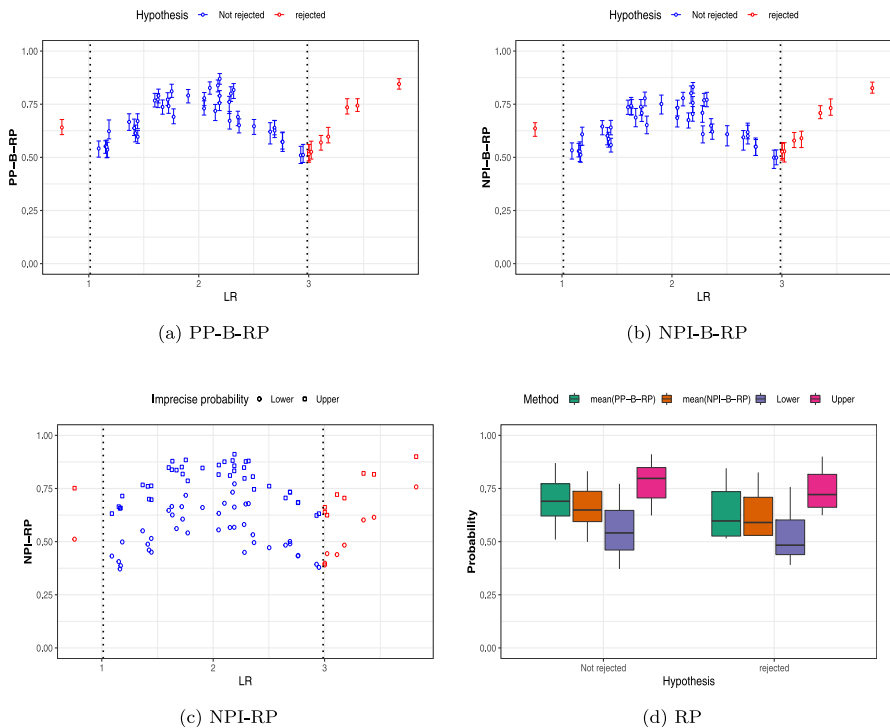 Hypothesis Not rejected rejected
1.00
0.75
0.50
0.25
0.00
PP−B−RP
1 2 3
LR
(a) PP-B-RP
Hypothesis Not rejected rejected
1.00
0.75
0.50
0.25
0.00
NPI−B−RP
1 2 3
LR
(b) NPI-B-RP
Imprecise probability Lower Upper
1.00
0.75
0.50
0.25
0.00
NPI−RP
1 2 3
LR
(c) NPI-RP
Method mean(PP−B−RP) mean(NPI−B−RP) Lower Upper
1.00
0.75
0.50
0.25
0.00
Probability
Not rejected rejected
Hypothesis
(d) RP